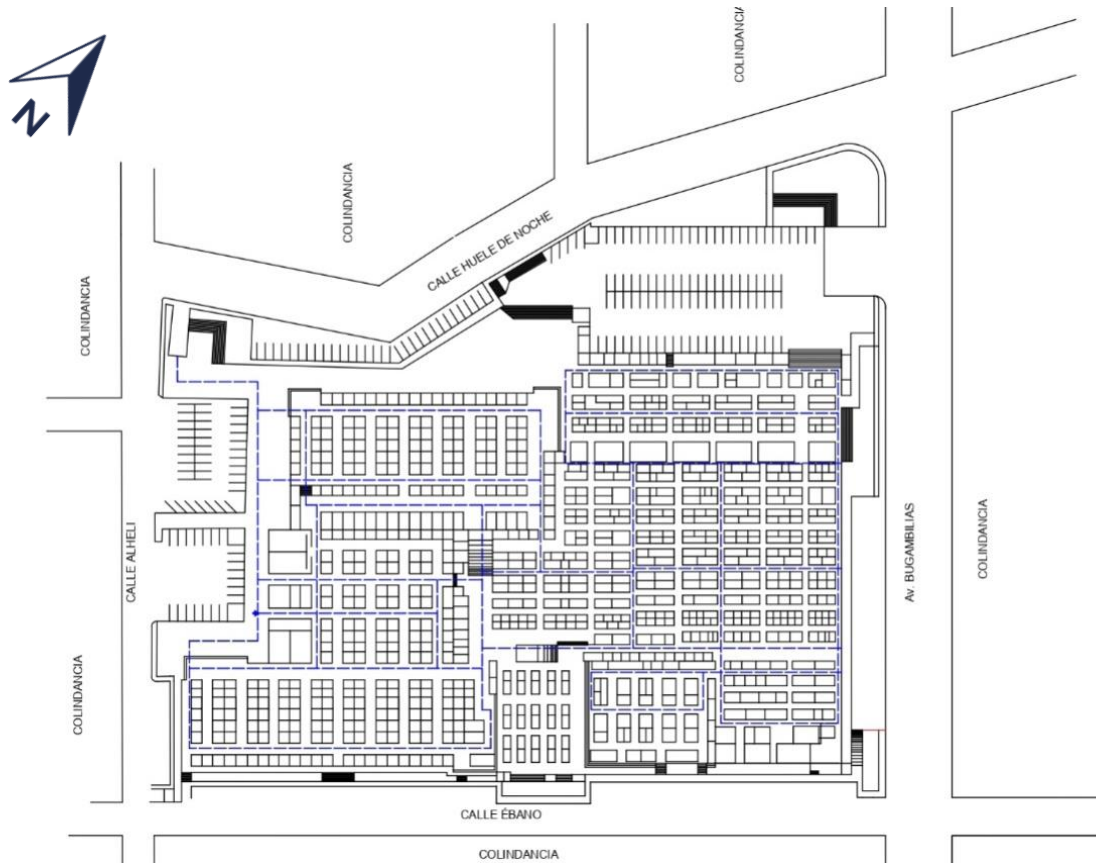 N
COLINDANCIA
COLINDANCIA
CALLE HUELE DE NOCHE
COLINDANCIA
CALLE ALHELI
COLINDANCIA
Av. BUGAMBILIAS
COLINDANCIA
CALLE ÉBANO
COLINDANCIA